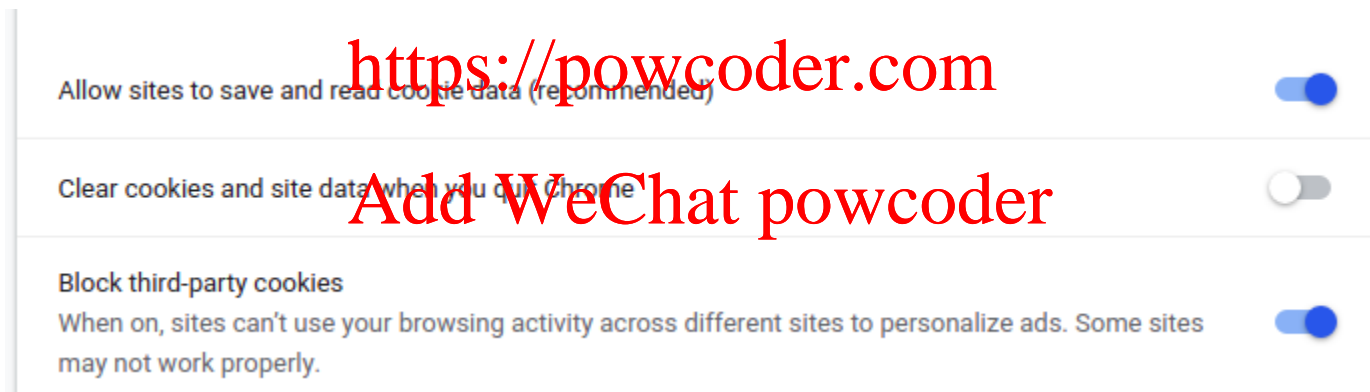 https://powcoder.com
Allow sites to save and read cookie data (recommended)
Clear cookies and site data when you quit Chrome
Add WeChat powcoder
Block third-party cookies
When on, sites can't use your browsing activity across different sites to personalize ads. Some sites
may not work properly.